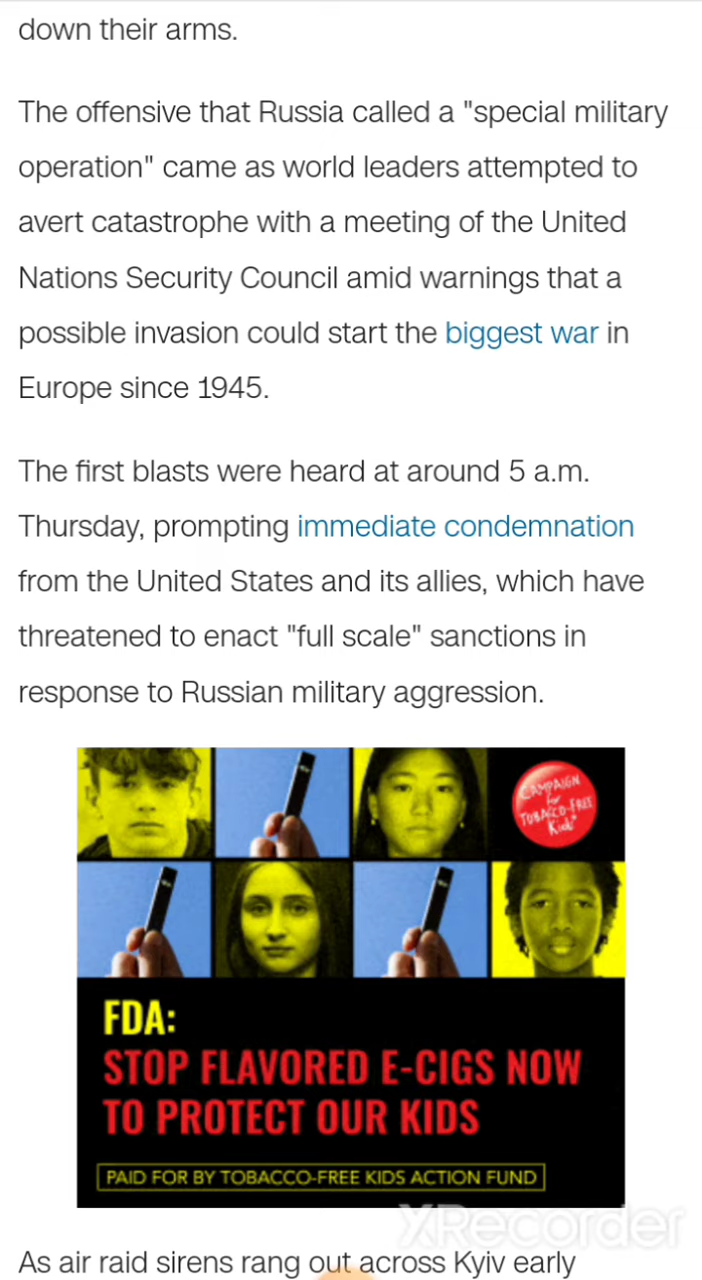 down their arms.
The offensive that Russia called a "special military
operation" came as world leaders attempted to
avert catastrophe with a meeting of the United
Nations Security Council amid warnings that a
possible invasion could start the biggest war in
Europe since 1945.
The first blasts were heard at around 5 a.m.
Thursday, prompting immediate condemnation
from the United States and its allies, which have
threatened to enact "full scale" sanctions in
response to Russian military aggression.
CAMPAIGN
for
TOBACCO-FREE
Kids
FDA:
STOP FLAVORED E-CIGS NOW
TO PROTECT OUR KIDS
PAID FOR BY TOBACCO-FREE KIDS ACTION FUND
XRecorder
As air raid sirens rang out across Kyiv early